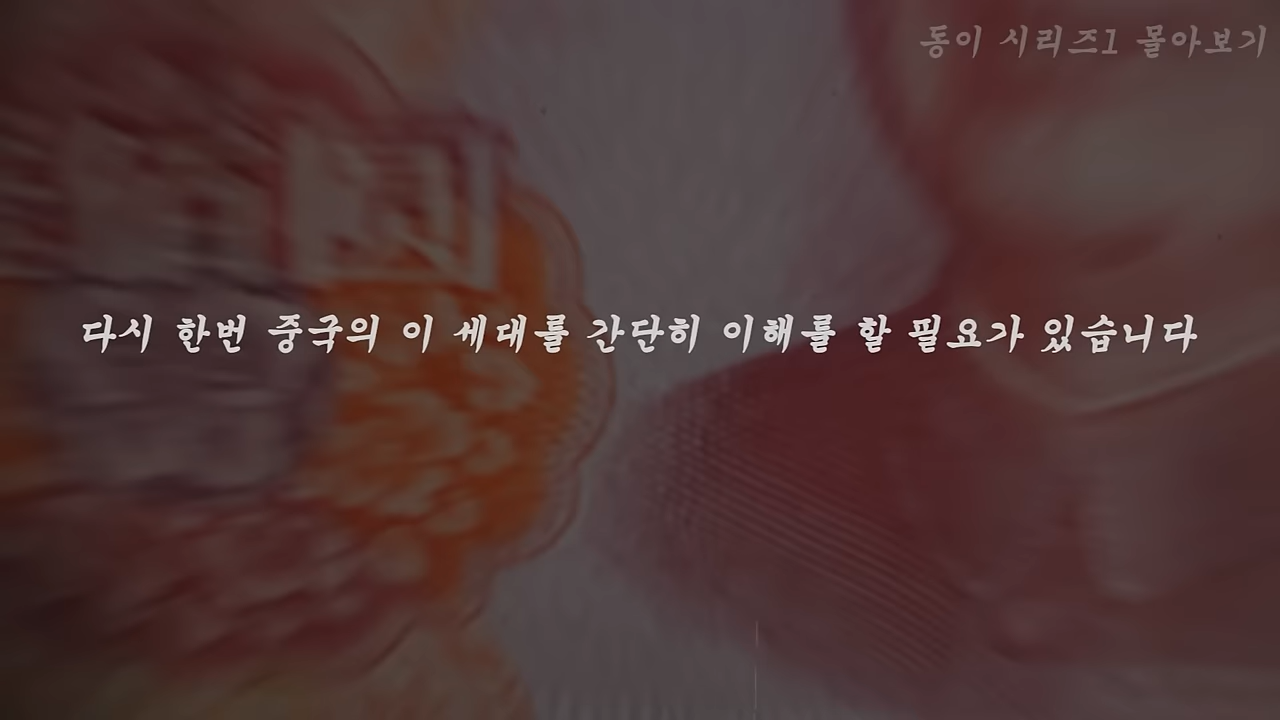 동이 시리즈1 몰아보기
다시 한번 중국의 이 세대를 간단히 이해를 할 필요가 있습니다